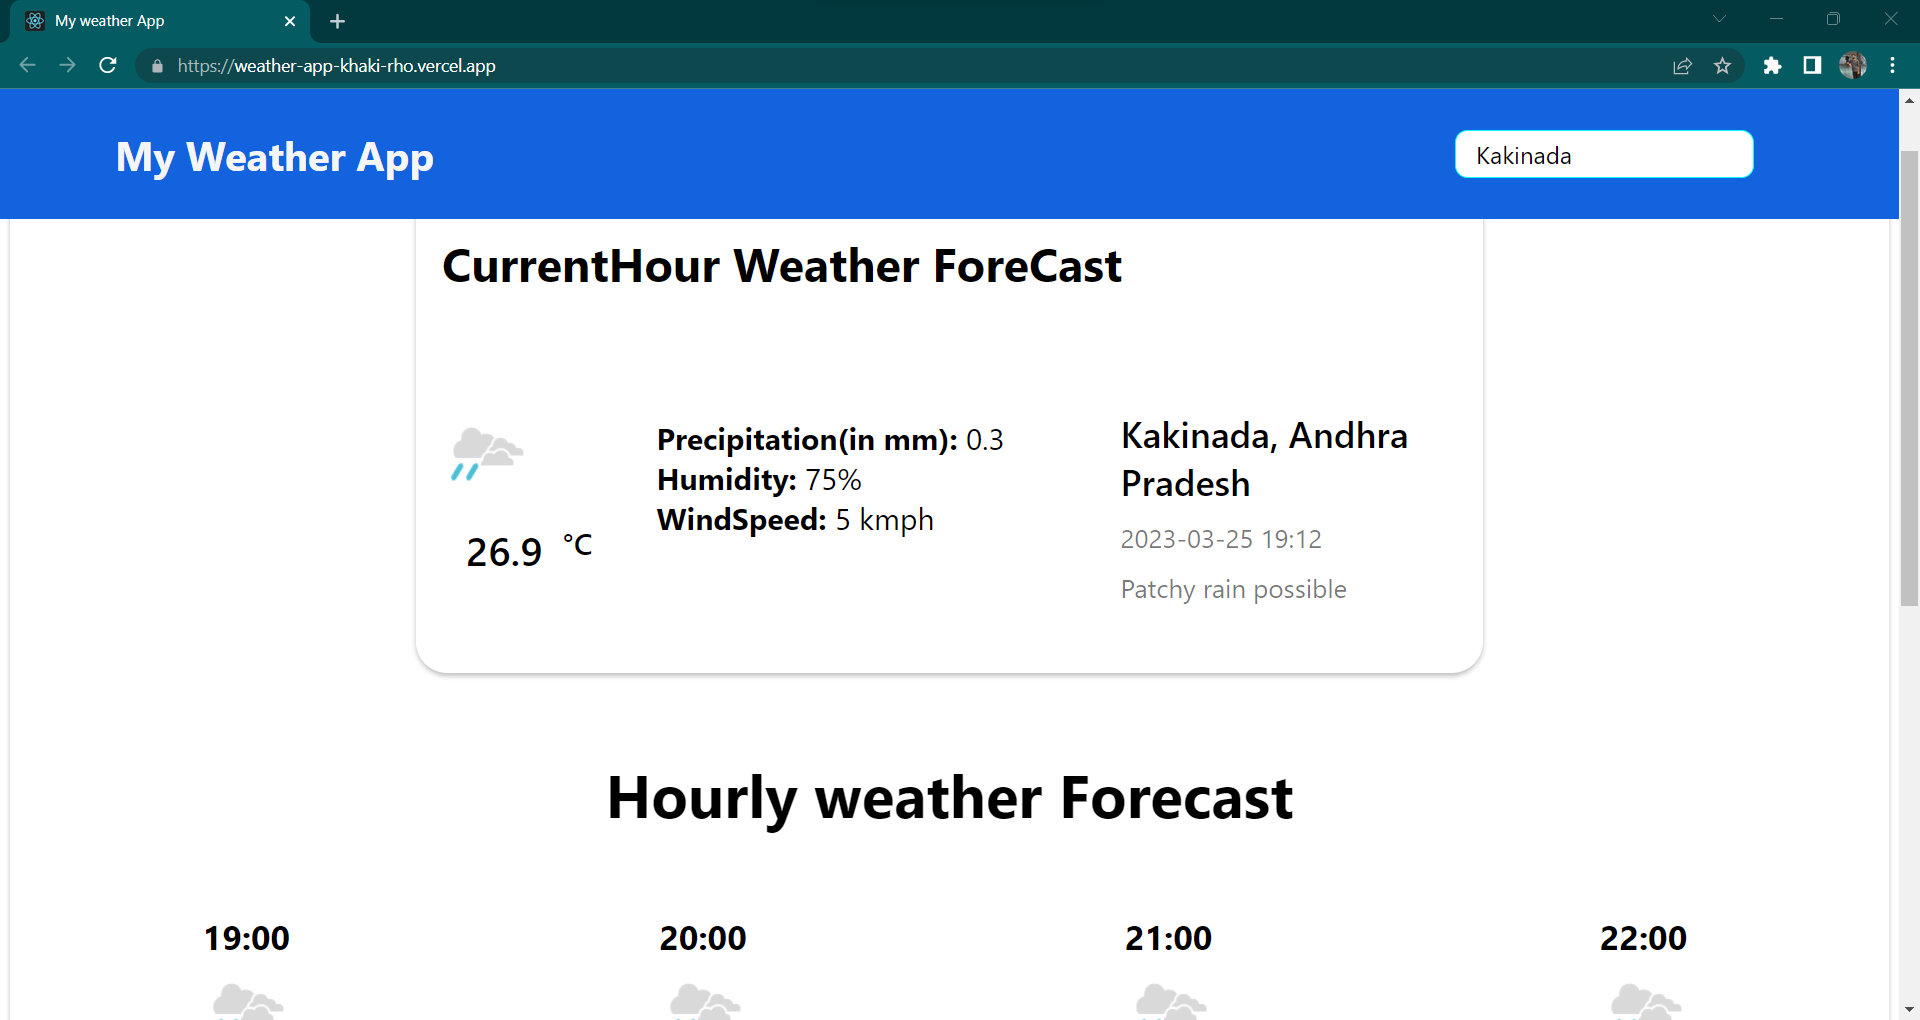 My weather App
https://weather-app-khaki-rho.vercel.app
My Weather App
Kakinada
CurrentHour Weather ForeCast
Precipitation(in mm): 0.3
Humidity: 75%
WindSpeed: 5 kmph
26.9 °C
Kakinada, Andhra
Pradesh
2023-03-25 19:12
Patchy rain possible
Hourly weather Forecast
19:00
20:00
21:00
22:00